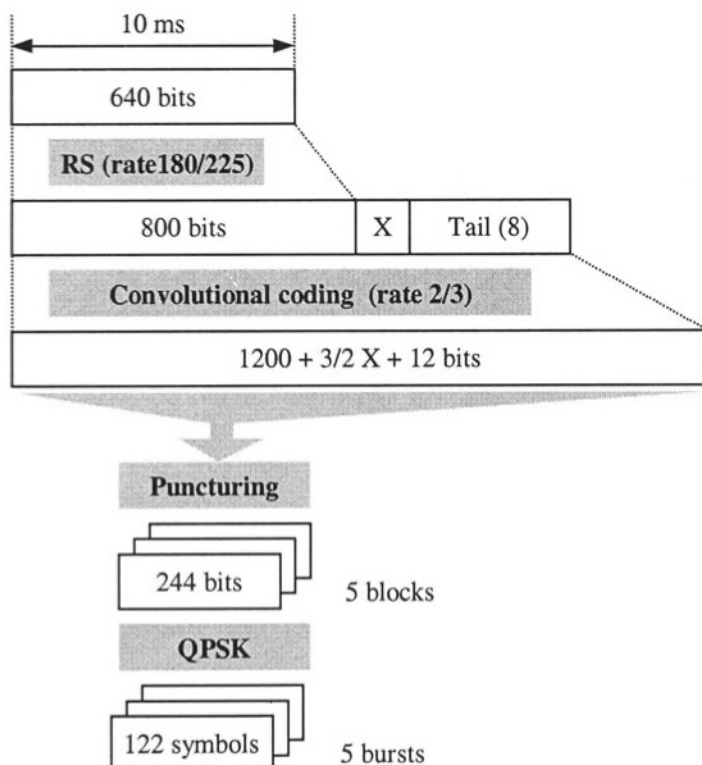 10 ms
640 bits
RS (rate180/225)
800 bits X Tail (8)
Convolutional coding (rate 2/3)
1200 + 3/2 X + 12 bits
Puncturing
244 bits
5 blocks
QPSK
122 symbols
5 bursts